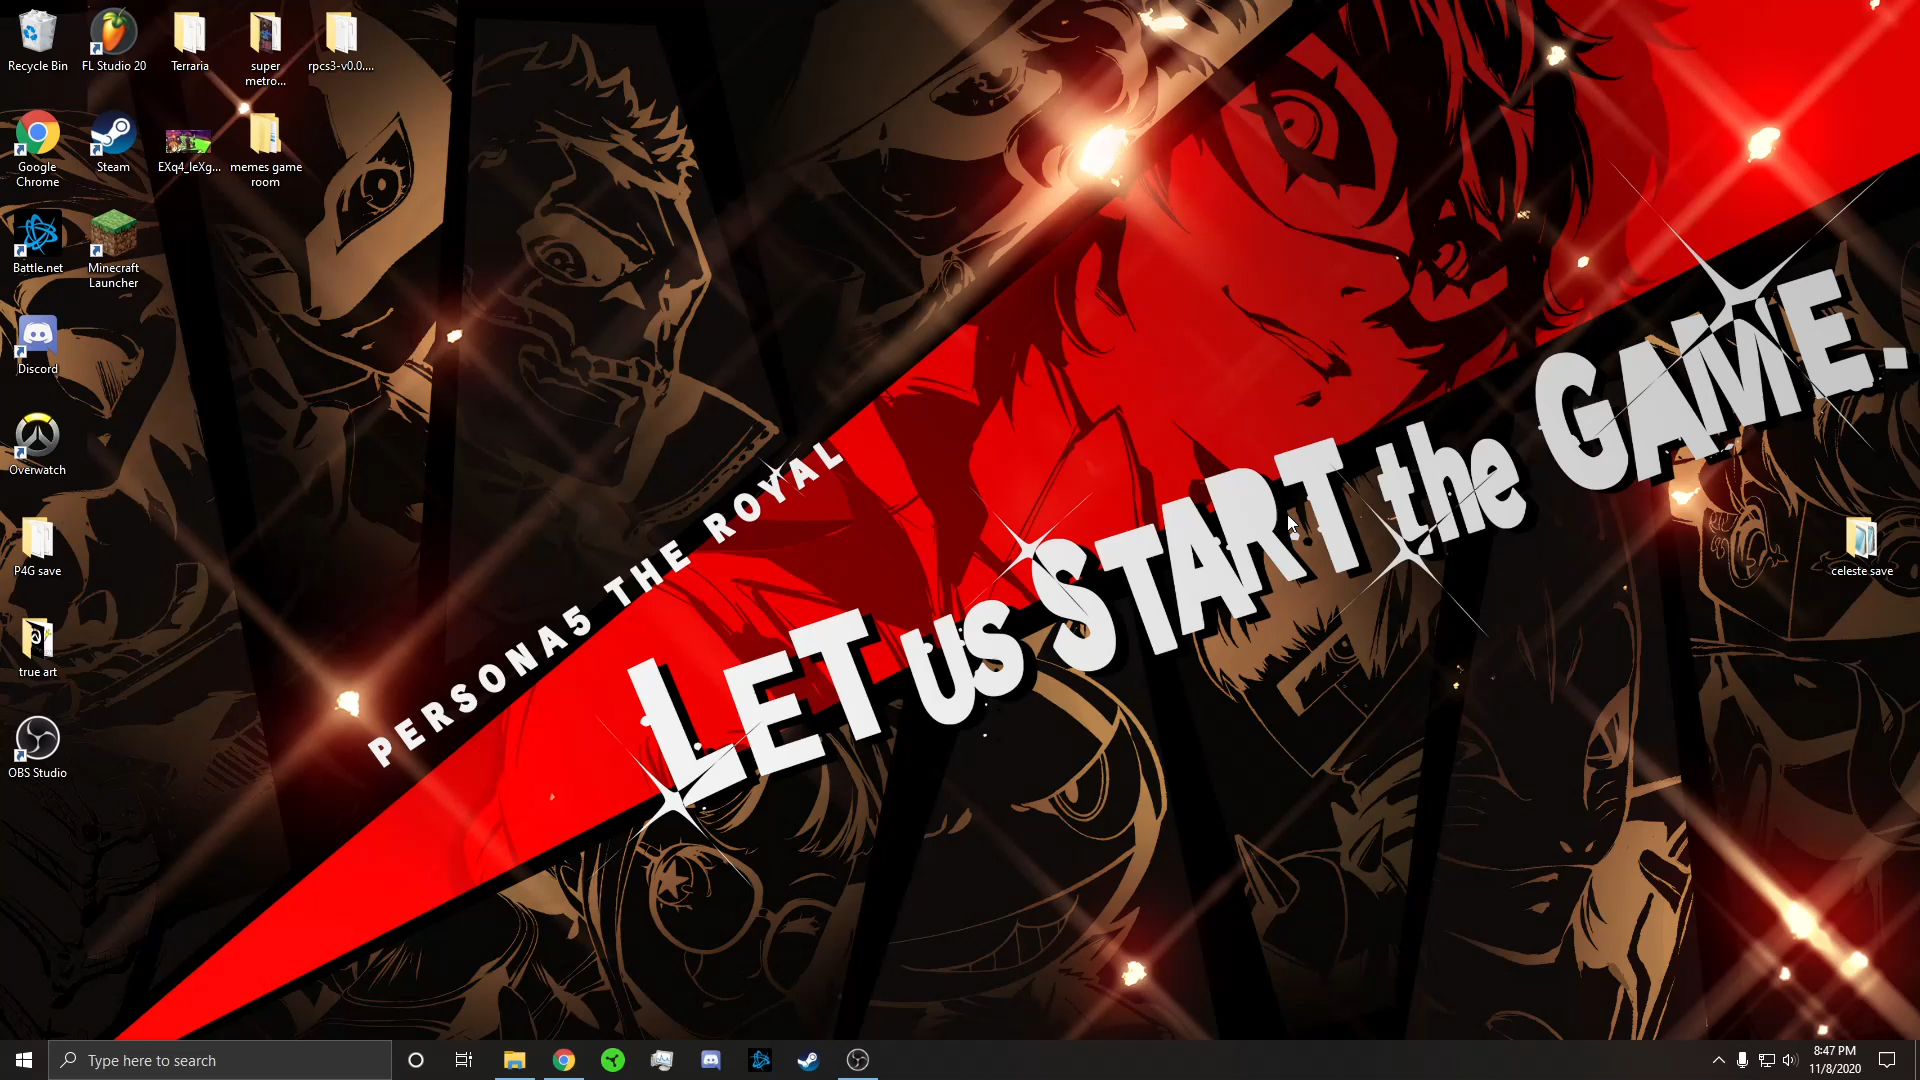 Recycle Bin
FL Studio 20
Terraria
super
metro...
rpcs3-v0.0....
Google
Chrome
Steam
EXq4_leXg...
memes game
room
Battle.net
Minecraft
Launcher
Discord
Overwatch
P4G save
true art
OBS Studio
celeste save
PERSONA5 THE ROYAL
LET us START the GAME.
Type here to search
8:47 PM
11/8/2020